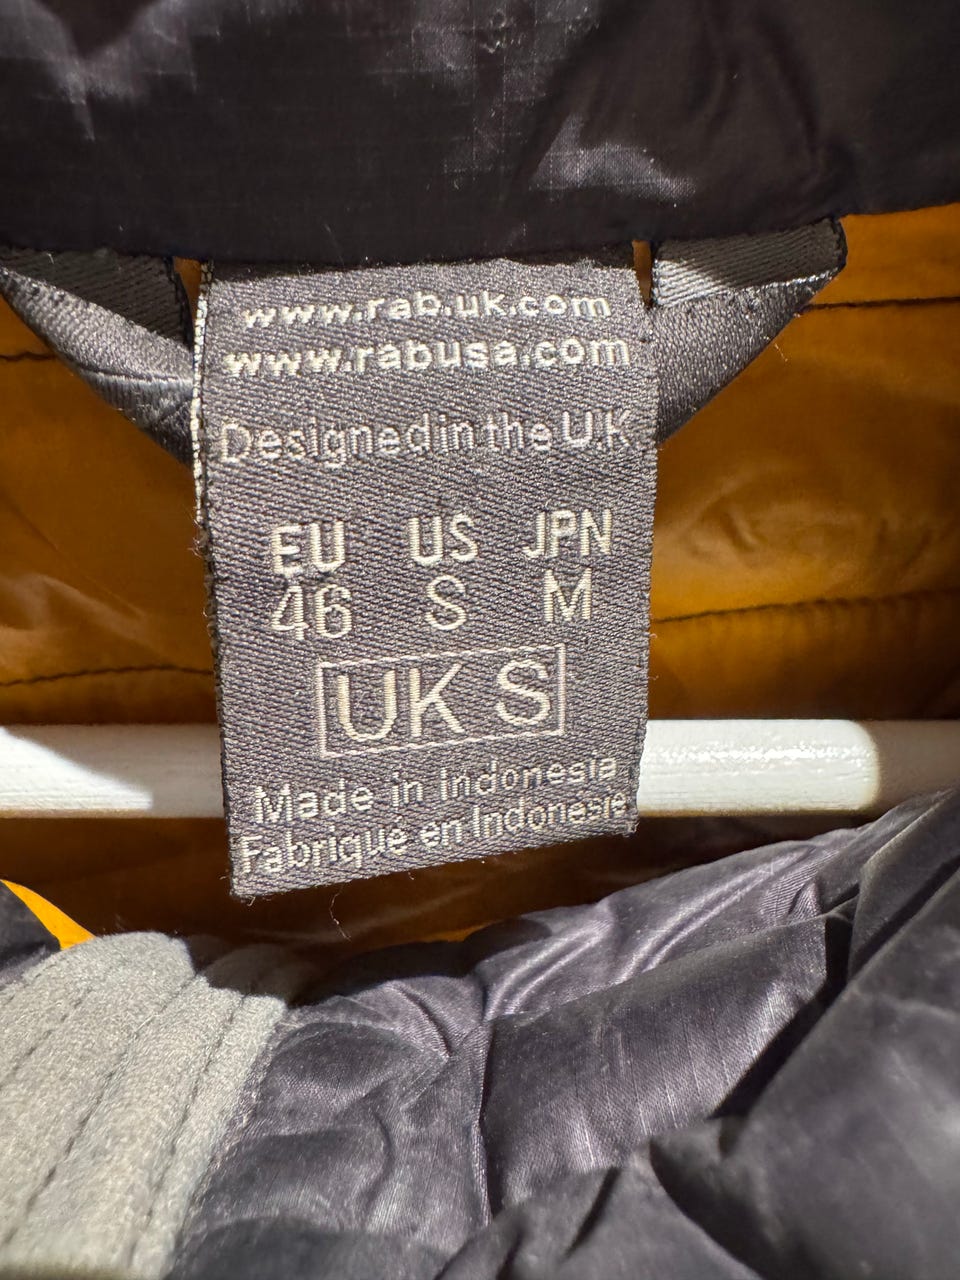 www.rab.uk.com
www.rabusa.com
Designed in the U.K
EU US JPN
46 S M
UK S
Made in Indonesia
Fabriqué en Indonesie